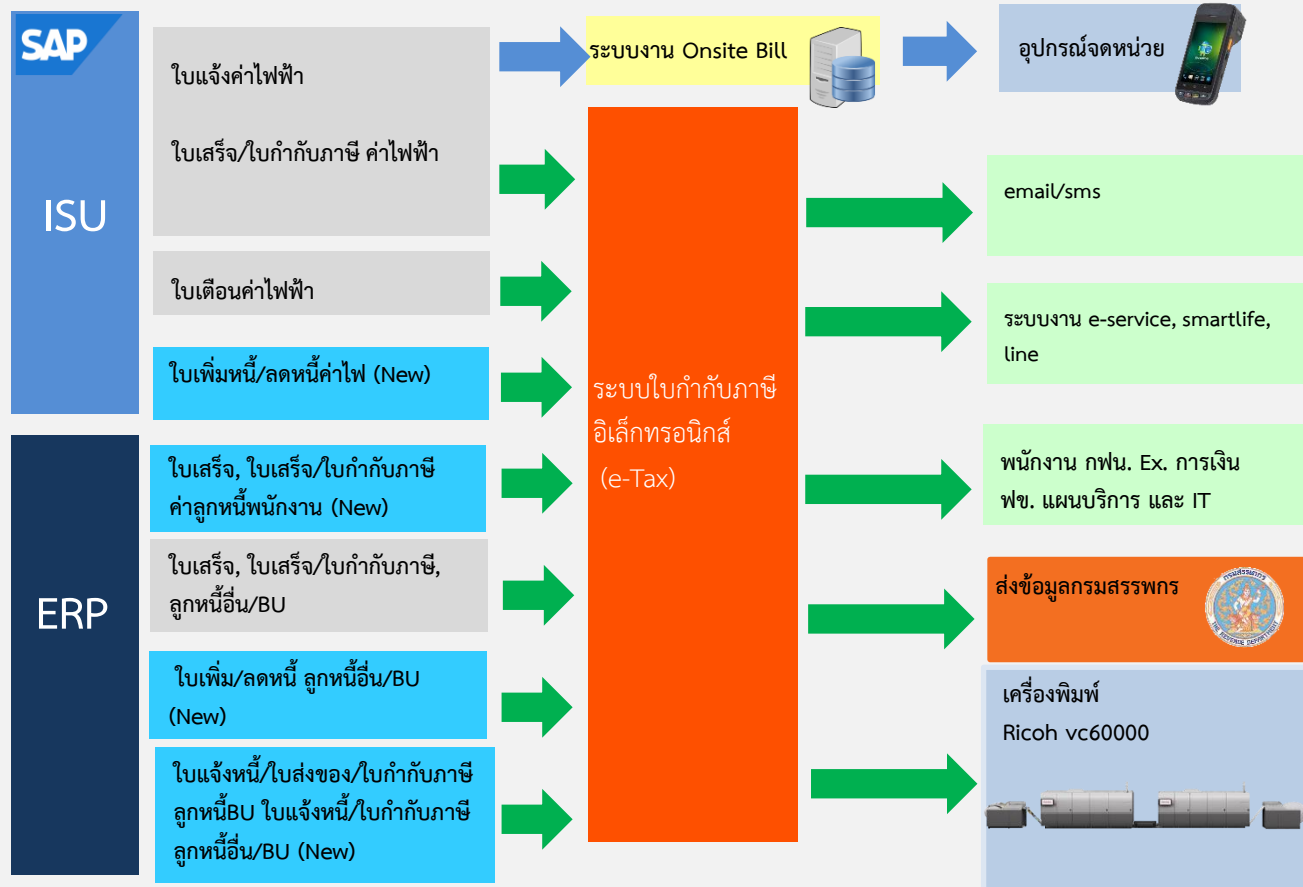 SAP
ISU
ใบแจ้งค่าไฟฟ้า
ใบเสร็จ/ใบกำกับภาษี ค่าไฟฟ้า
ใบเตือนค่าไฟฟ้า
ใบเพิ่มหนี้/ลดหนี้ค่าไฟ (New)
ERP
ใบเสร็จ, ใบเสร็จ/ใบกำกับภาษี
ค่าลูกหนี้พนักงาน (New)
ใบเสร็จ, ใบเสร็จ/ใบกำกับภาษี,
ลูกหนี้อื่น/BU
ใบเพิ่ม/ลดหนี้ ลูกหนี้อื่น/BU
(New)
ใบแจ้งหนี้/ใบส่งของ/ใบกำกับภาษี
ลูกหนี้BU ใบแจ้งหนี้/ใบกำกับภาษี
ลูกหนี้อื่น/BU (New)
ระบบงาน Onsite Bill
ระบบใบกำกับภาษี
อิเล็กทรอนิกส์
(e-Tax)
อุปกรณ์จดหน่วย
email/sms
ระบบงาน e-service, smartlife,
line
พนักงาน กฟน. Ex. การเงิน
ฟข. แผนบริการ และ IT
ส่งข้อมูลกรมสรรพกร
กรมสรรพากร
THE REVENUE DEPARTMENT
เครื่องพิมพ์
Ricoh vc60000